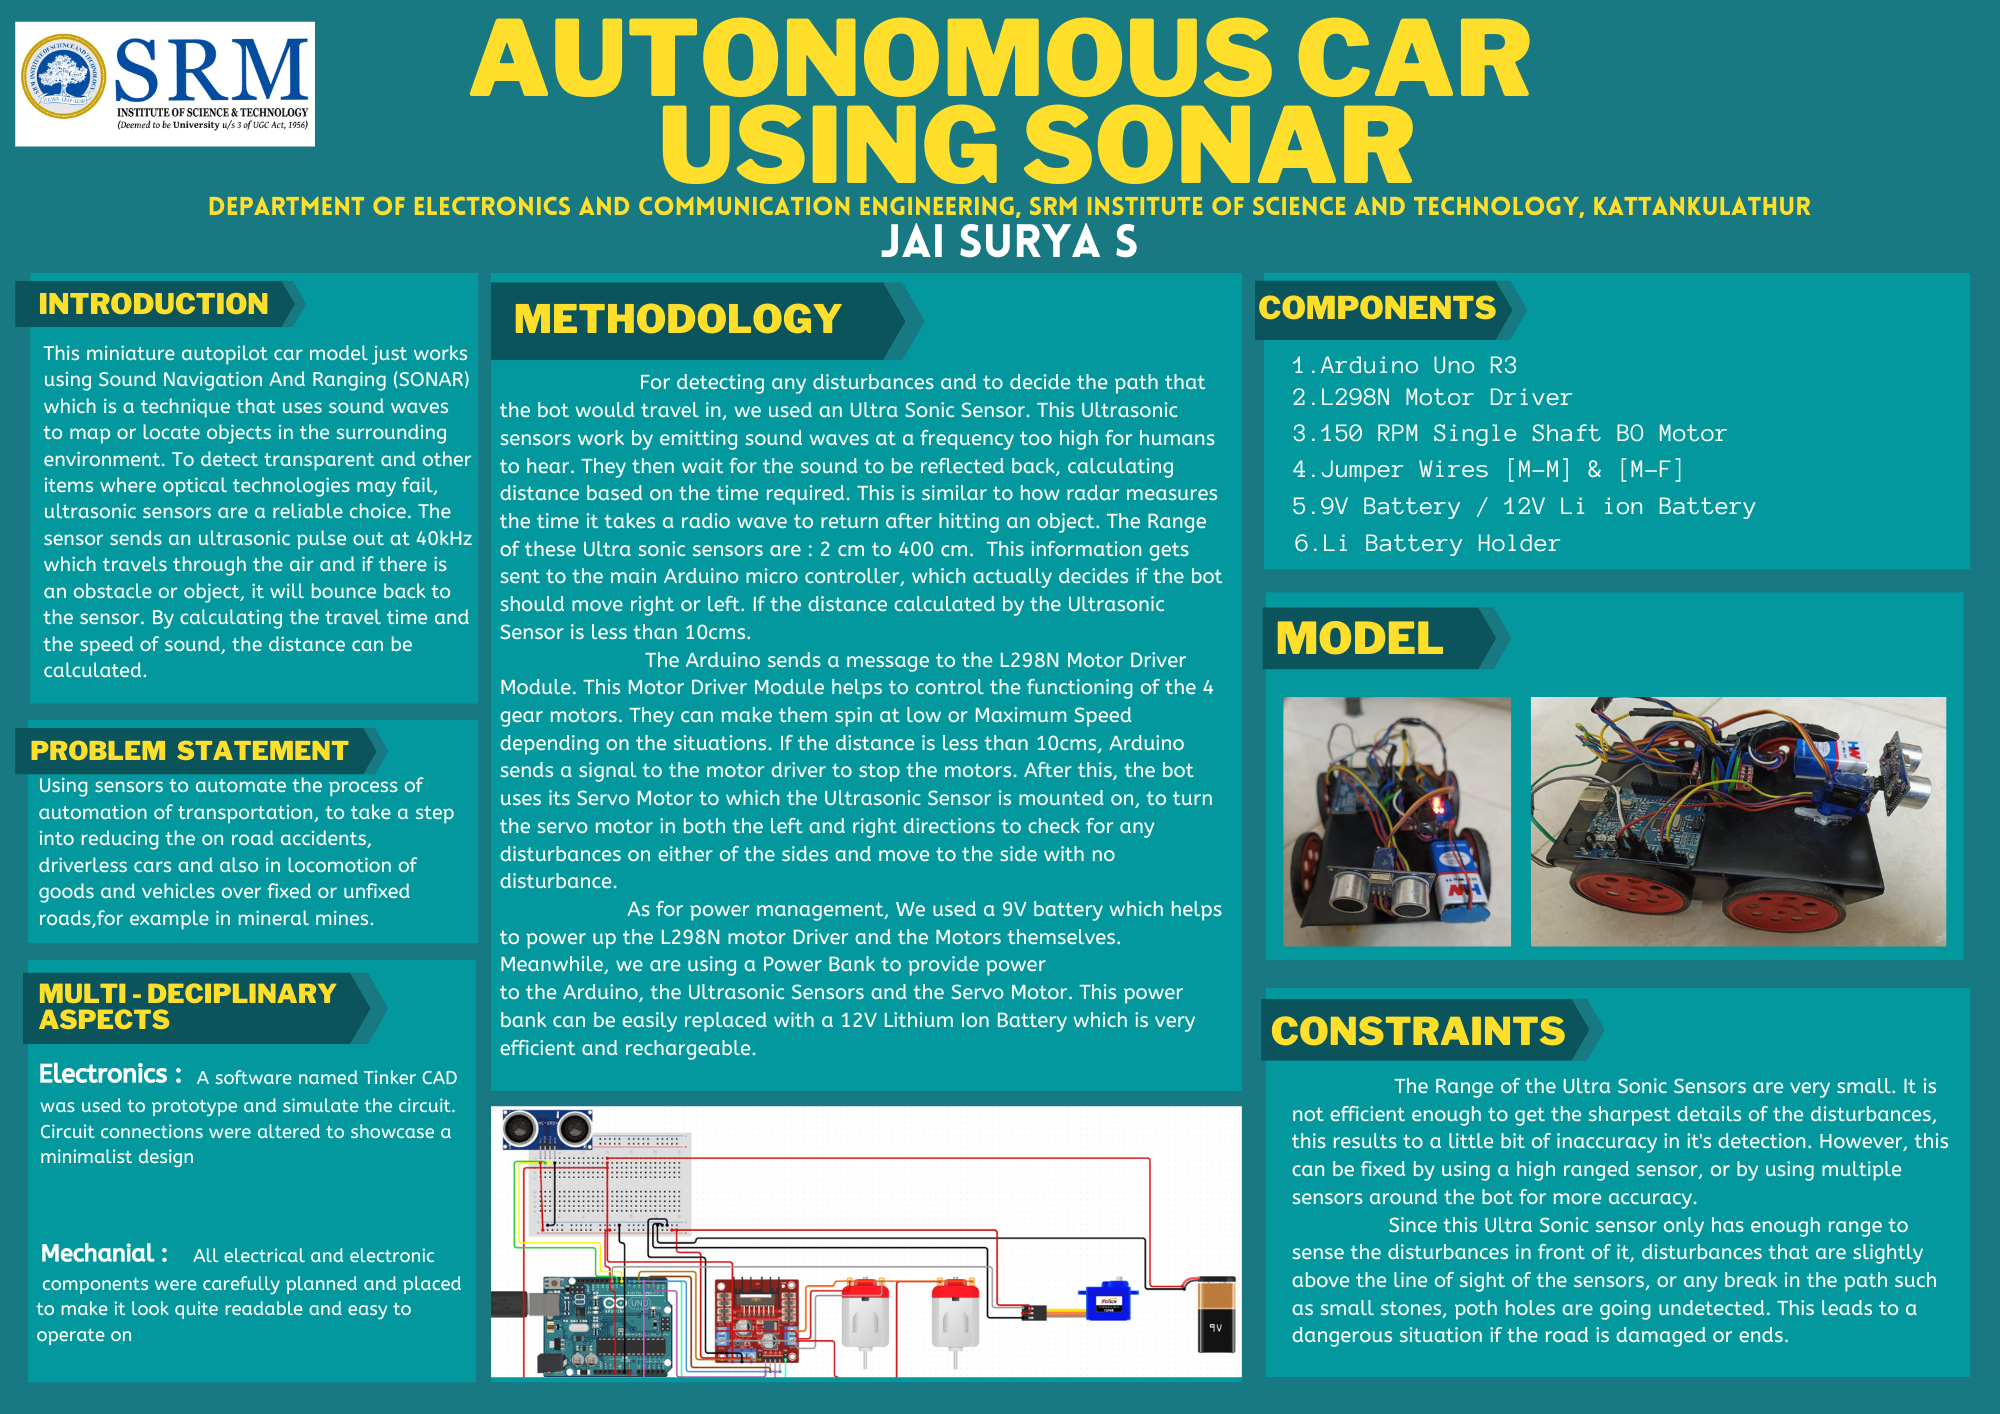 SRM
INSTITUTE OF SCIENCE & TECHNOLOGY
(Deemed to be University u/s 3 of UGC Act, 1956)
AUTONOMOUS CAR
USING SONAR
DEPARTMENT OF ELECTRONICS AND COMMUNICATION ENGINEERING, SRM INSTITUTE OF SCIENCE AND TECHNOLOGY, KATTANKULATHUR
JAI SURYA S
INTRODUCTION
This miniature autopilot car model just works
using Sound Navigation And Ranging (SONAR)
which is a technique that uses sound waves
to map or locate objects in the surrounding
environment. To detect transparent and other
items where optical technologies may fail,
ultrasonic sensors are a reliable choice. The
sensor sends an ultrasonic pulse out at 40kHz
which travels through the air and if there is
an obstacle or object, it will bounce back to
the sensor. By calculating the travel time and
the speed of sound, the distance can be
calculated.
PROBLEM STATEMENT
Using sensors to automate the process of
automation of transportation, to take a step
into reducing the on road accidents,
driverless cars and also in locomotion of
goods and vehicles over fixed or unfixed
roads,for example in mineral mines.
MULTI - DECIPLINARY
ASPECTS
Electronics : A software named Tinker CAD
was used to prototype and simulate the circuit.
Circuit connections were altered to showcase a
minimalist design
Mechanial : All electrical and electronic
components were carefully planned and placed
to make it look quite readable and easy to
operate on
METHODOLOGY
For detecting any disturbances and to decide the path that
the bot would travel in, we used an Ultra Sonic Sensor. This Ultrasonic
sensors work by emitting sound waves at a frequency too high for humans
to hear. They then wait for the sound to be reflected back, calculating
distance based on the time required. This is similar to how radar measures
the time it takes a radio wave to return after hitting an object. The Range
of these Ultra sonic sensors are : 2 cm to 400 cm. This information gets
sent to the main Arduino micro controller, which actually decides if the bot
should move right or left. If the distance calculated by the Ultrasonic
Sensor is less than 10cms.
The Arduino sends a message to the L298N Motor Driver
Module. This Motor Driver Module helps to control the functioning of the 4
gear motors. They can make them spin at low or Maximum Speed
depending on the situations. If the distance is less than 10cms, Arduino
sends a signal to the motor driver to stop the motors. After this, the bot
uses its Servo Motor to which the Ultrasonic Sensor is mounted on, to turn
the servo motor in both the left and right directions to check for any
disturbances on either of the sides and move to the side with no
disturbance.
As for power management, We used a 9V battery which helps
to power up the L298N motor Driver and the Motors themselves.
Meanwhile, we are using a Power Bank to provide power
to the Arduino, the Ultrasonic Sensors and the Servo Motor. This power
bank can be easily replaced with a 12V Lithium Ion Battery which is very
efficient and rechargeable.
UNO
9V
COMPONENTS
1.Arduino Uno R3
2.L298N Motor Driver
3.150 RPM Single Shaft BO Motor
4.Jumper Wires [M-M] & [M-F]
5.9V Battery / 12V Li ion Battery
6.Li Battery Holder
MODEL
HW
HW
CONSTRAINTS
The Range of the Ultra Sonic Sensors are very small. It is
not efficient enough to get the sharpest details of the disturbances,
this results to a little bit of inaccuracy in it's detection. However, this
can be fixed by using a high ranged sensor, or by using multiple
sensors around the bot for more accuracy.
Since this Ultra Sonic sensor only has enough range to
sense the disturbances in front of it, disturbances that are slightly
above the line of sight of the sensors, or any break in the path such
as small stones, poth holes are going undetected. This leads to a
dangerous situation if the road is damaged or ends.